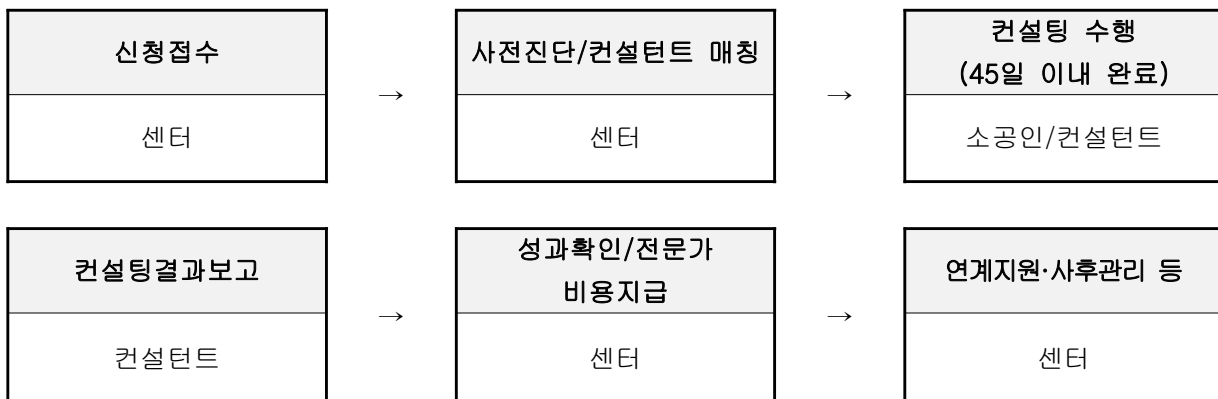 신청접수
센터
→
사전진단/컨설턴트 매칭
센터
→
컨설팅 수행
(45일 이내 완료)
소공인/컨설턴트
컨설팅결과보고
컨설턴트
→
성과확인/전문가
비용지급
센터
→
연계지원·사후관리 등
센터